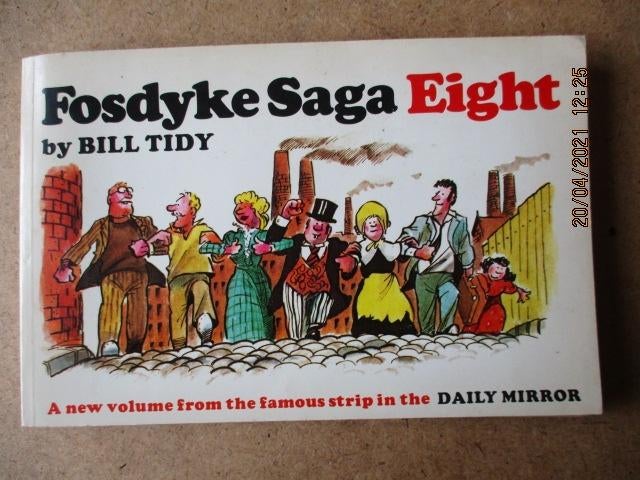 Fosdyke Saga Eight
by BILL TIDY
A new volume from the famous strip in the DAILY MIRROR
20/04/2021 12:25